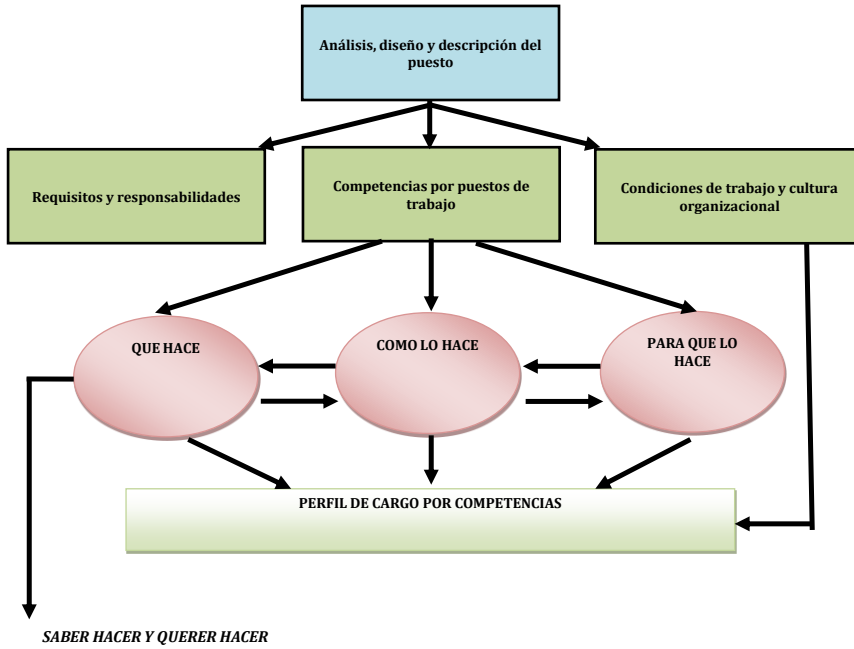 Análisis, diseño y descripción del
puesto
Requisitos y responsabilidades
Competencias por puestos de
trabajo
Condiciones de trabajo y cultura
organizacional
QUE HACE
COMO LO HACE
PARA QUE LO
HACE
PERFIL DE CARGO POR COMPETENCIAS
SABER HACER Y QUERER HACER